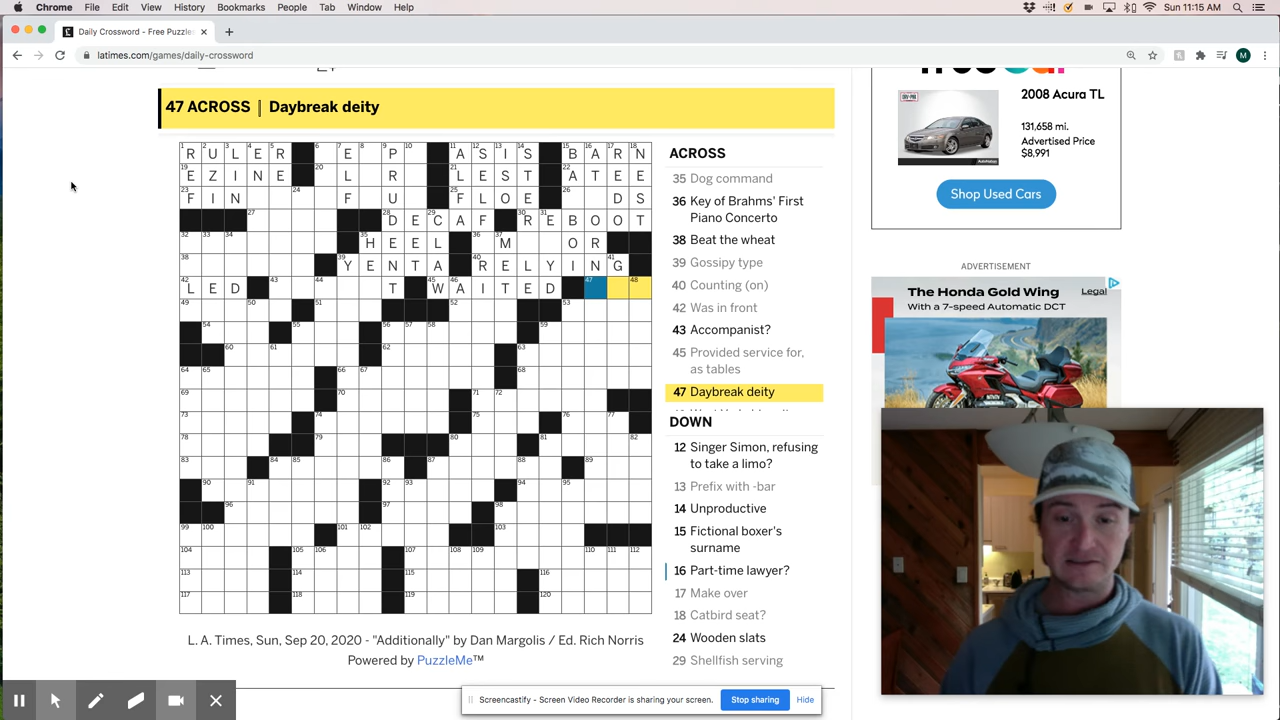 Chrome File Edit View History Bookmarks People Tab Window Help Sun 11:15 AM
Daily Crossword - Free Puzzle
latimes.com/games/daily-crossword
M
47 ACROSS | Daybreak deity
R U L E R E P A S I S B A R N
E Z I N E L R L E S T A T E E
F I N F U F L O E D S
D E C A F R E B O O T
H E E L M O R
Y E N T A R E L Y I N G
L E D T W A I T E D
ACROSS
35 Dog command
36 Key of Brahms' First
Piano Concerto
38 Beat the wheat
39 Gossipy type
40 Counting (on)
42 Was in front
43 Accompanist?
45 Provided service for,
as tables
47 Daybreak deity
DOWN
12 Singer Simon, refusing
to take a limo?
13 Prefix with -bar
14 Unproductive
15 Fictional boxer's
surname
16 Part-time lawyer?
17 Make over
18 Catbird seat?
24 Wooden slats
29 Shellfish serving
L. A. Times, Sun, Sep 20, 2020 - "Additionally" by Dan Margolis / Ed. Rich Norris
Powered by PuzzleMe™
2008 Acura TL
131,658 mi.
Advertised Price
$8,991
Shop Used Cars
ADVERTISEMENT
The Honda Gold Wing
With a 7-speed Automatic DCT
Legal
Screencastify - Screen Video Recorder is sharing your screen.
Stop sharing
Hide